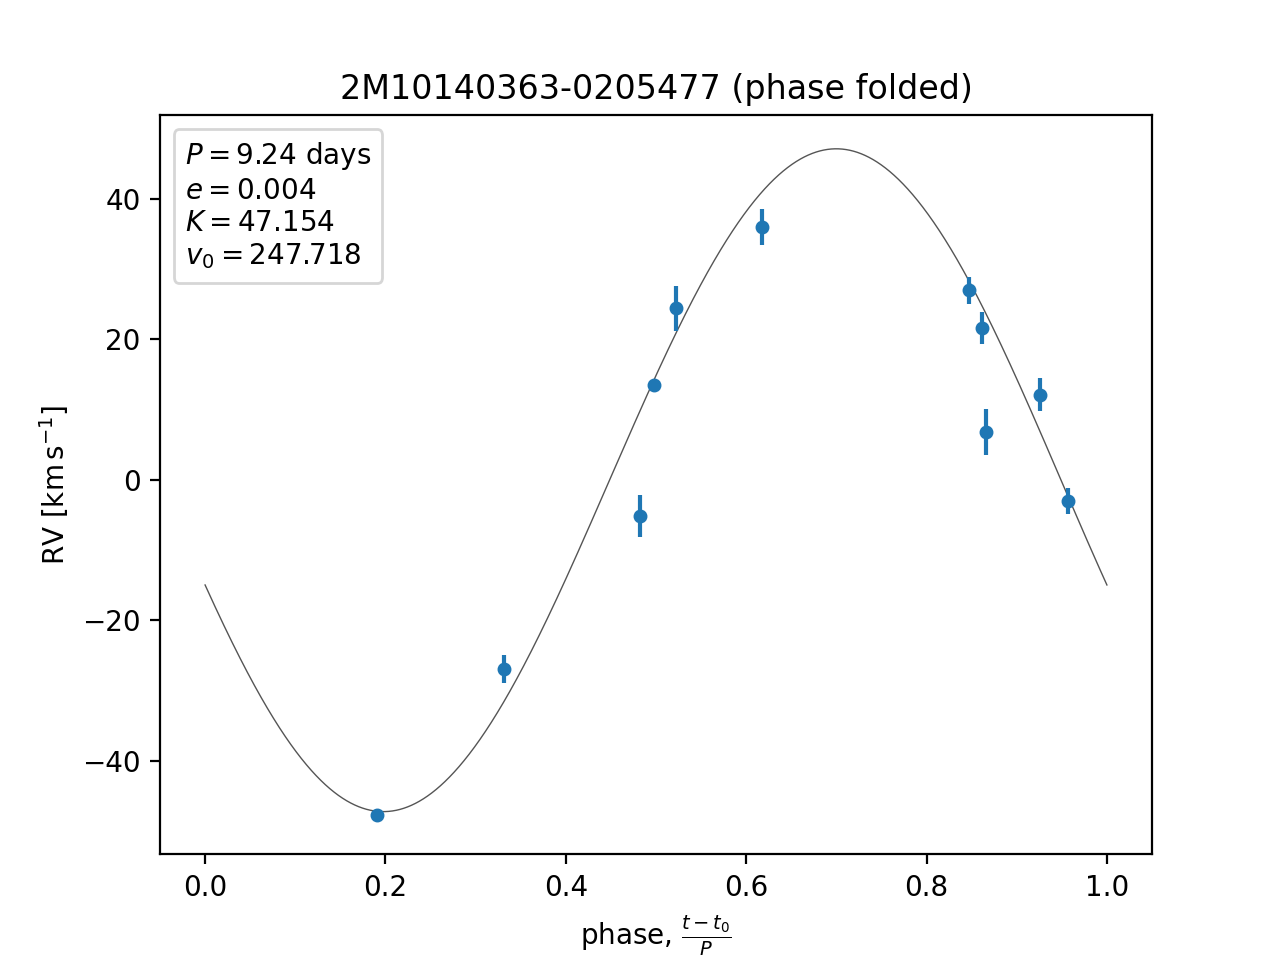 2M10140363-0205477 (phase folded)
P = 9.24 days
e = 0.004
K = 47.154
v₀ = 247.718
40
20
0
−20
−40
RV [km s⁻¹]
0.0 0.2 0.4 0.6 0.8 1.0
phase, (t − t₀)/P